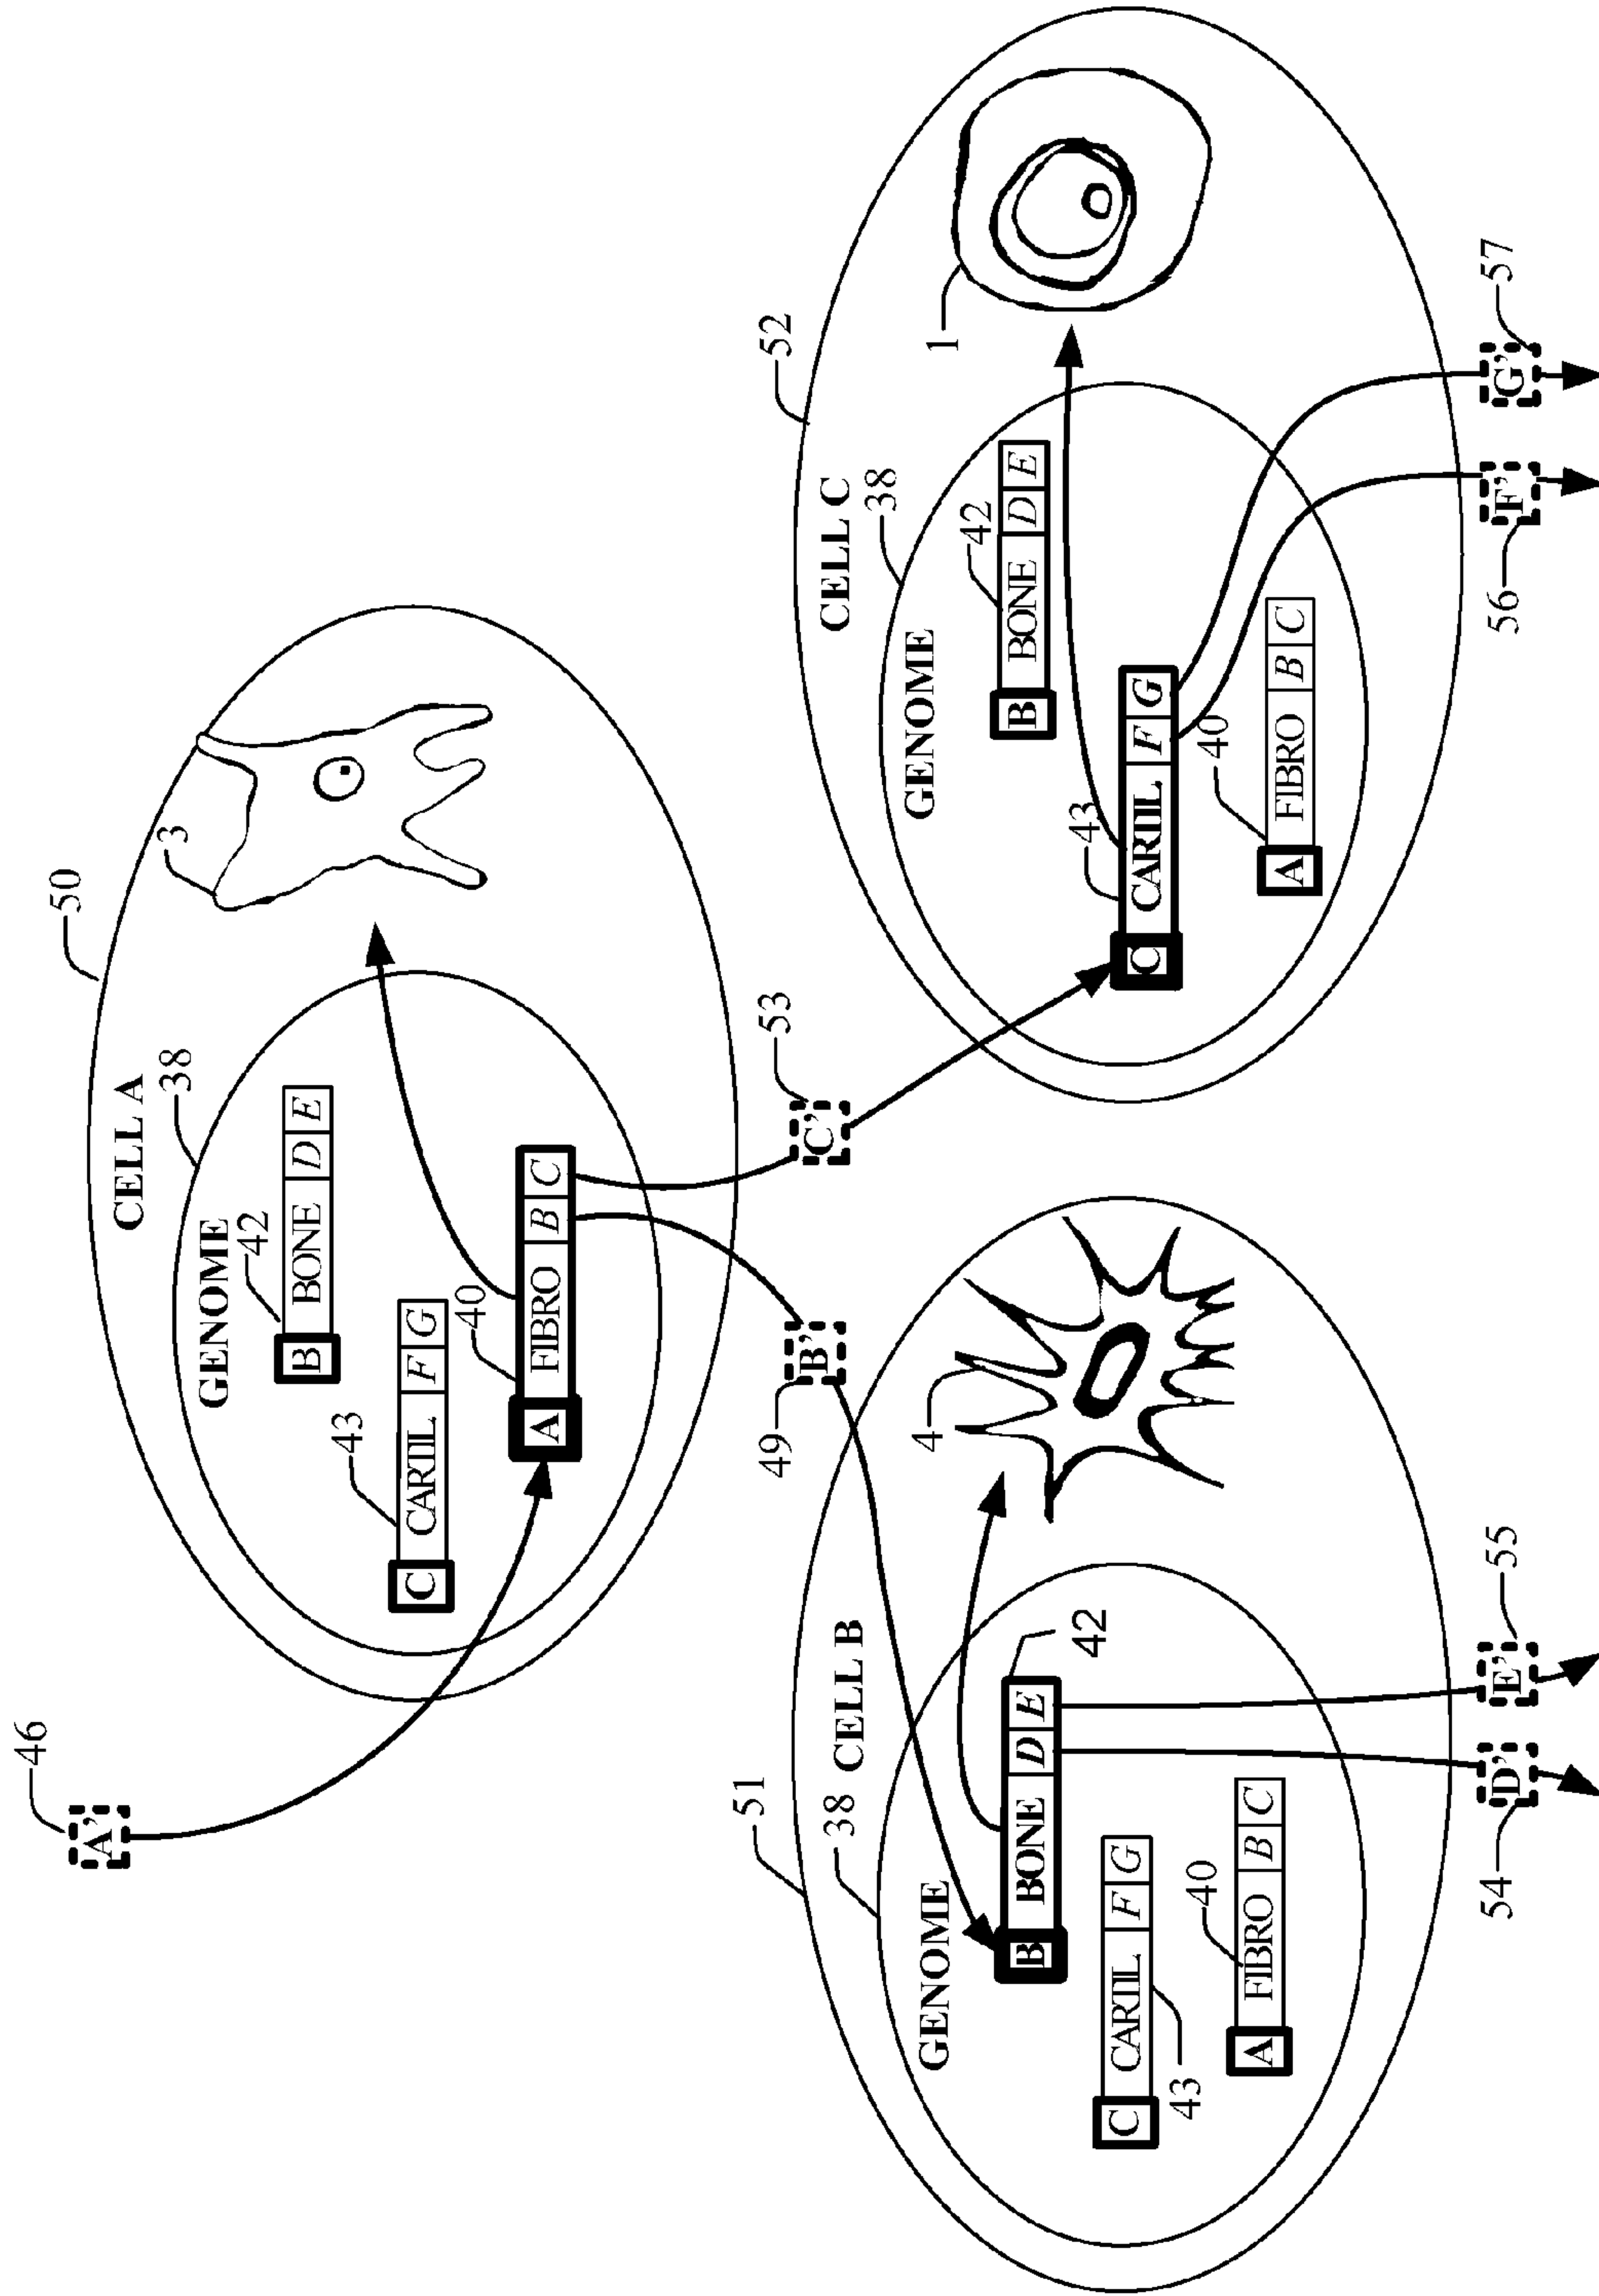 46
A'
50
CELL A
3
38
GENOME
42
B BONE D E
43
C CARTIL F G
40
A FIBRO B C
49
B'
53
C'
51
CELL B
38
GENOME
4
B BONE D E
42
C CARTIL F G
43
40
A FIBRO B C
54
D'
E'
55
52
CELL C
38
GENOME
1
42
B BONE D E
43
C CARTIL F G
40
A FIBRO B C
56
F'
G'
57